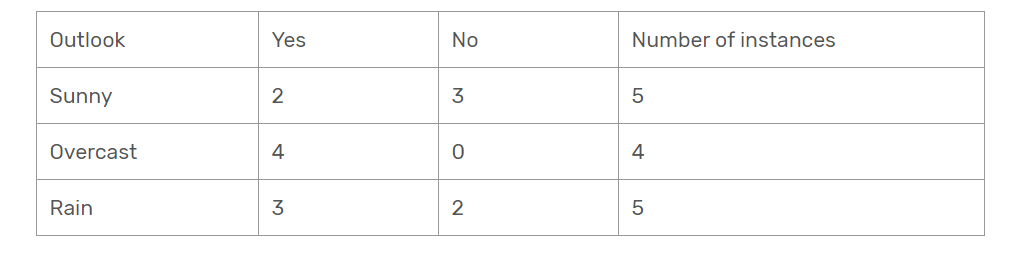 Outlook Yes No Number of instances
Sunny 2 3 5
Overcast 4 0 4
Rain 3 2 5